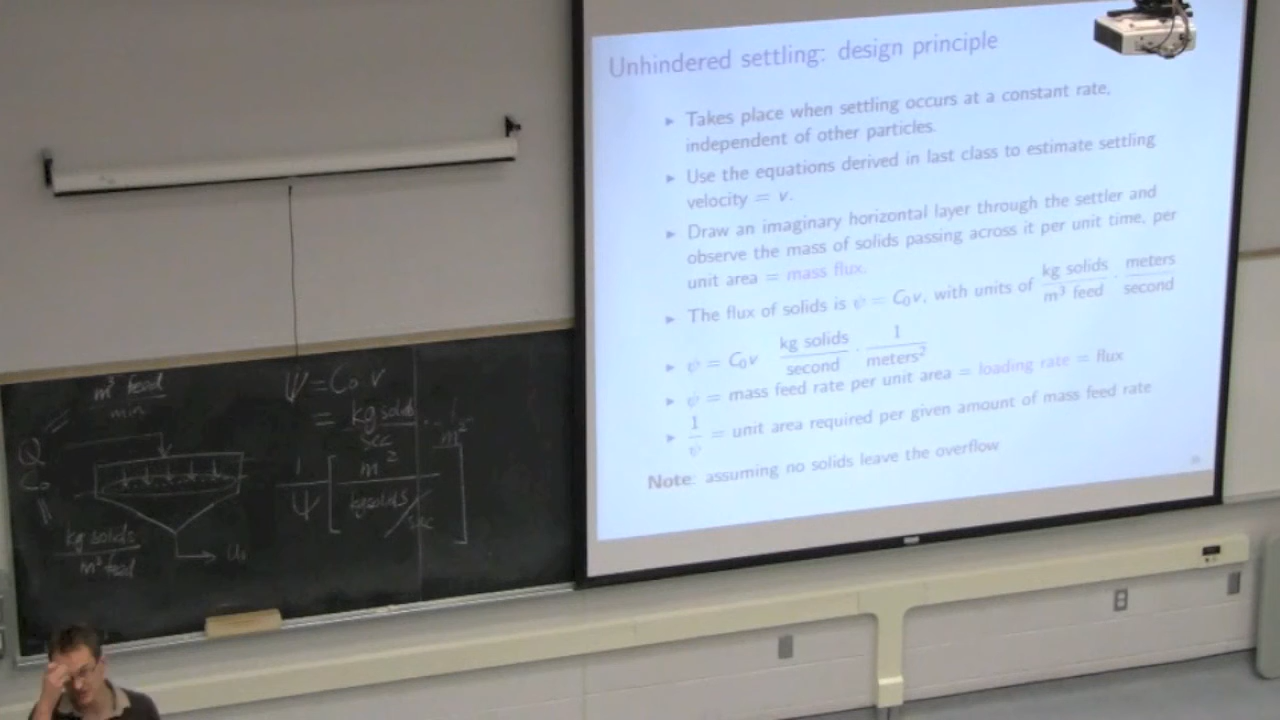 Unhindered settling: design principle
▶ Takes place when settling occurs at a constant rate,
independent of other particles.
▶ Use the equations derived in last class to estimate settling
velocity = v.
▶ Draw an imaginary horizontal layer through the settler and
observe the mass of solids passing across it per unit time, per
unit area = mass flux.
▶ The flux of solids is ψ = C₀v, with units of kg solids / m³ feed · meters / second
▶ ψ = C₀v kg solids / second · 1 / meters²
▶ ψ = mass feed rate per unit area = loading rate = flux
▶ 1 / ψ = unit area required per given amount of mass feed rate
Note: assuming no solids leave the overflow
m³ feed
min
Q
C₀
kg solids
m³ feed
ψ = C₀ v
= kg solids / sec · 1 / m²
1 / ψ [ m² / kg solids / sec ]